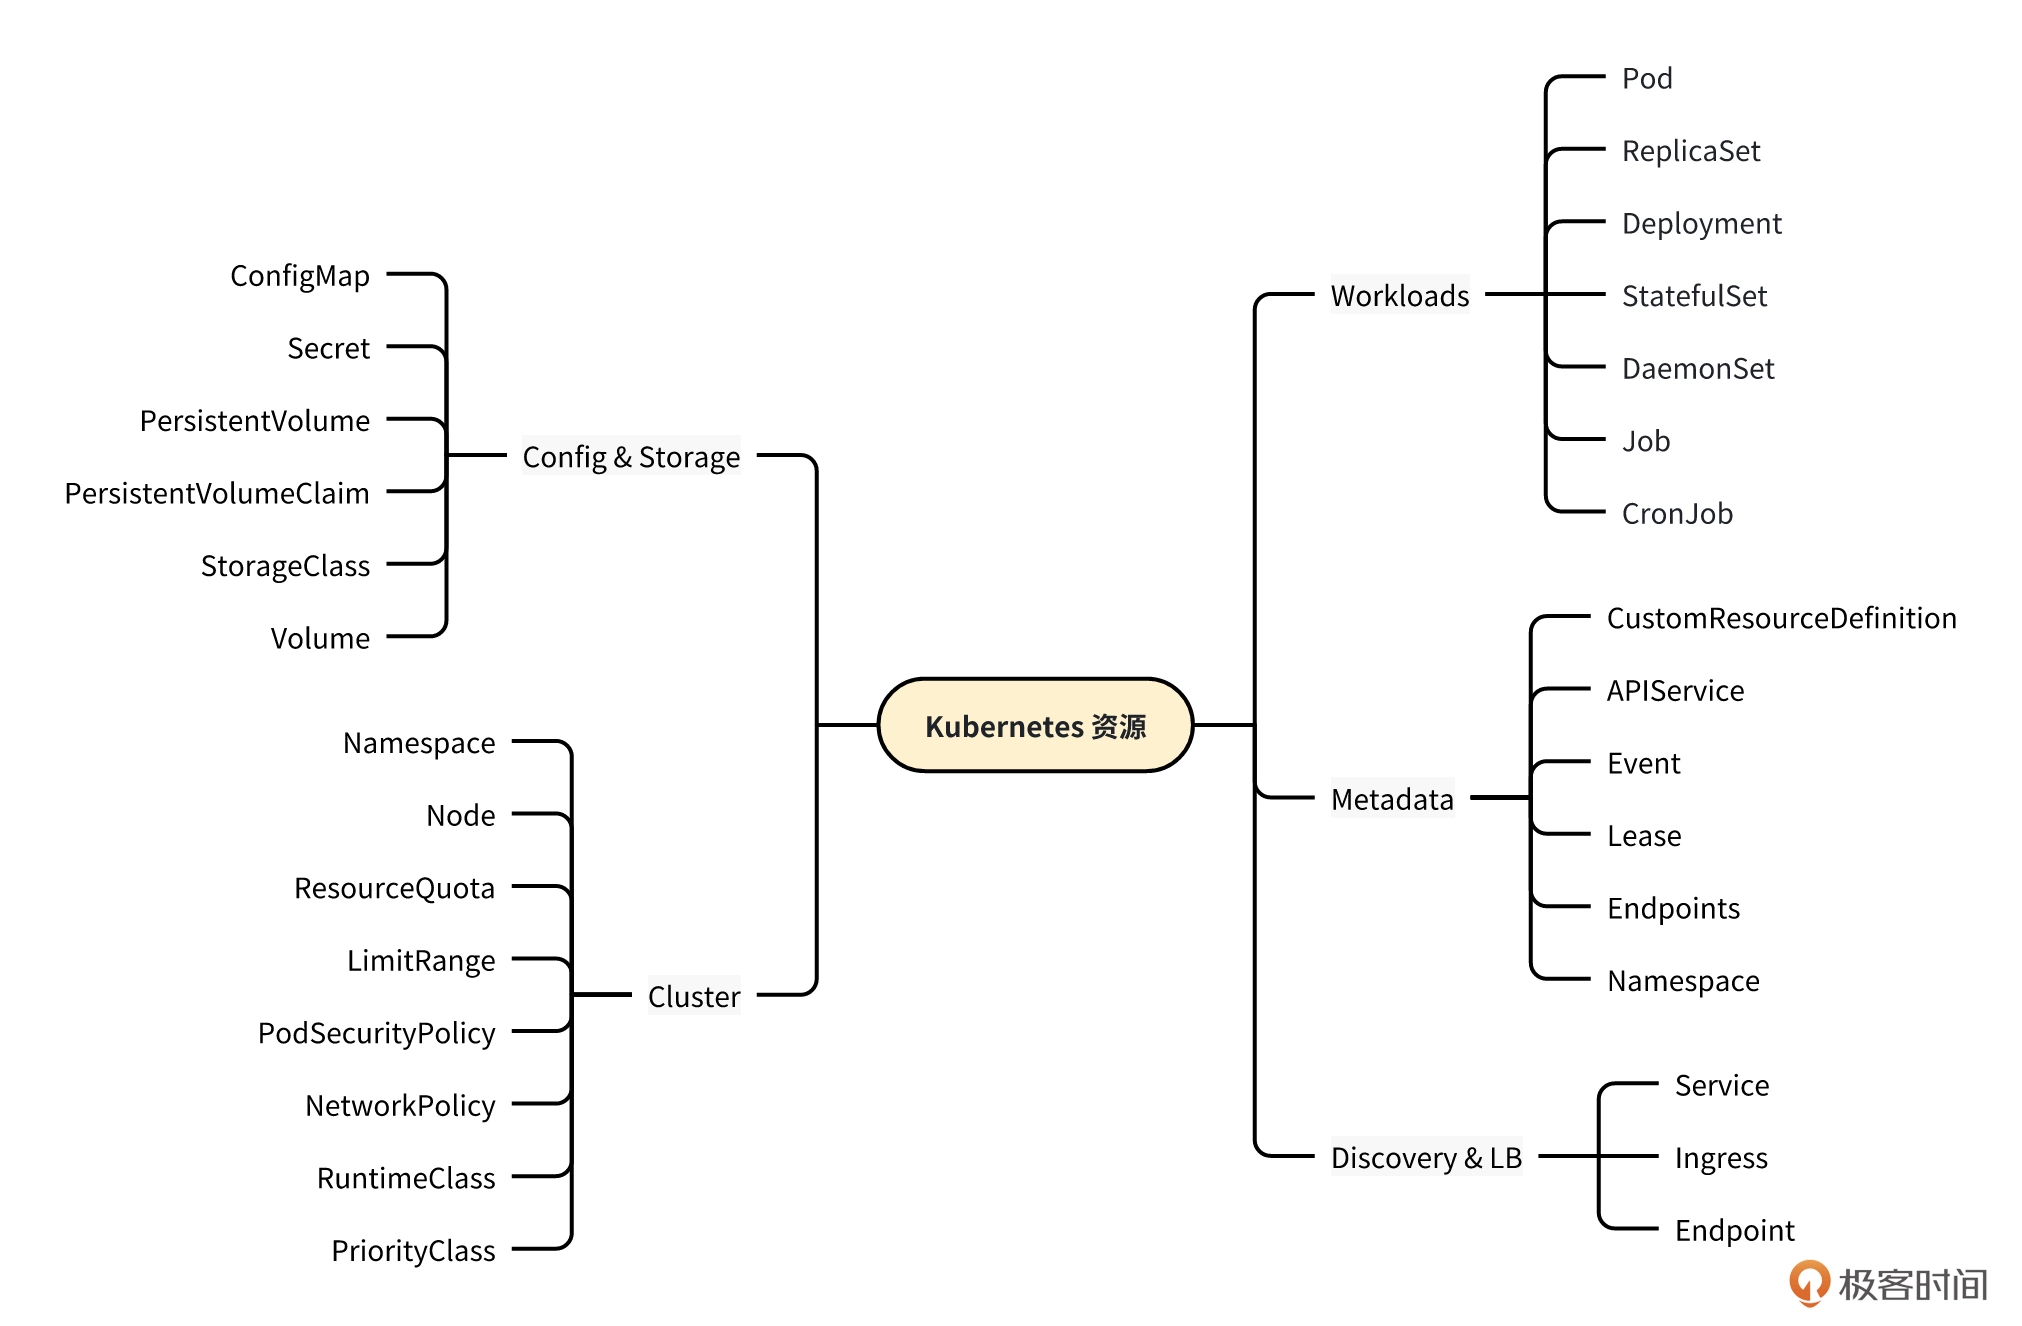 Kubernetes 资源
Config & Storage
ConfigMap
Secret
PersistentVolume
PersistentVolumeClaim
StorageClass
Volume
Cluster
Namespace
Node
ResourceQuota
LimitRange
PodSecurityPolicy
NetworkPolicy
RuntimeClass
PriorityClass
Workloads
Pod
ReplicaSet
Deployment
StatefulSet
DaemonSet
Job
CronJob
Metadata
CustomResourceDefinition
APIService
Event
Lease
Endpoints
Namespace
Discovery & LB
Service
Ingress
Endpoint
极客时间